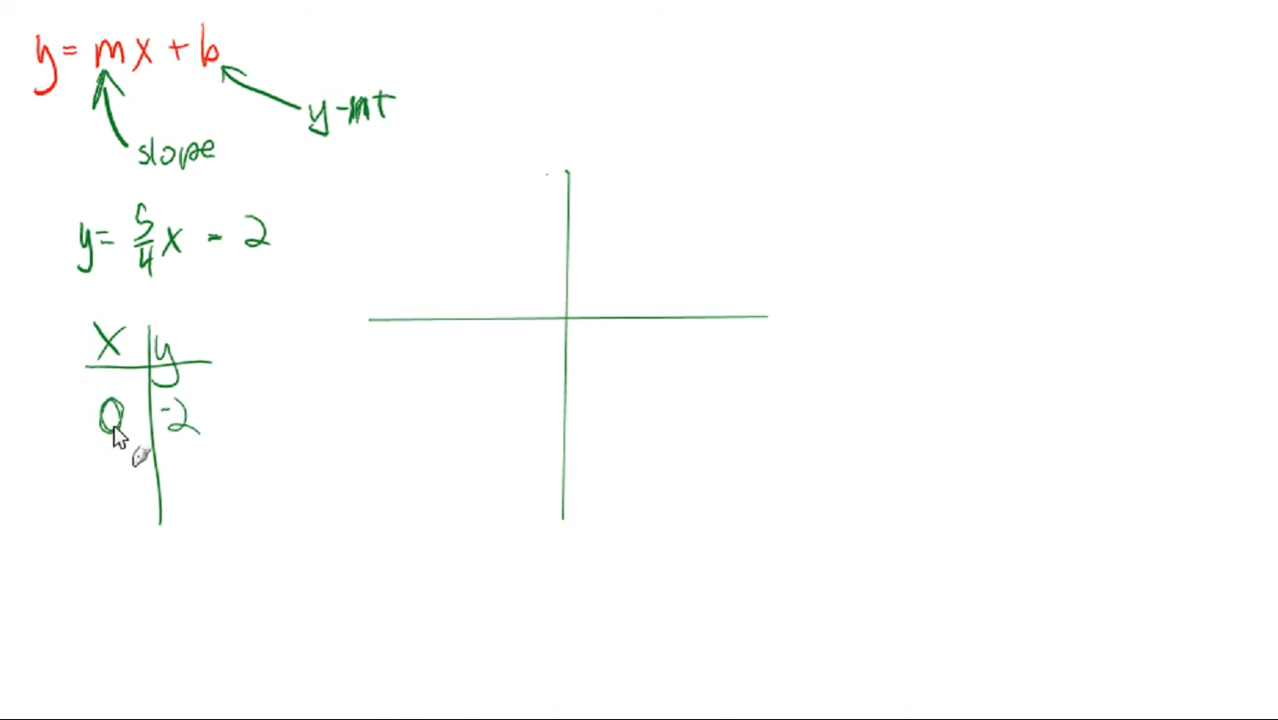 y = mx + b
y-int
slope
y = 5/4 x - 2
x y
0 -2